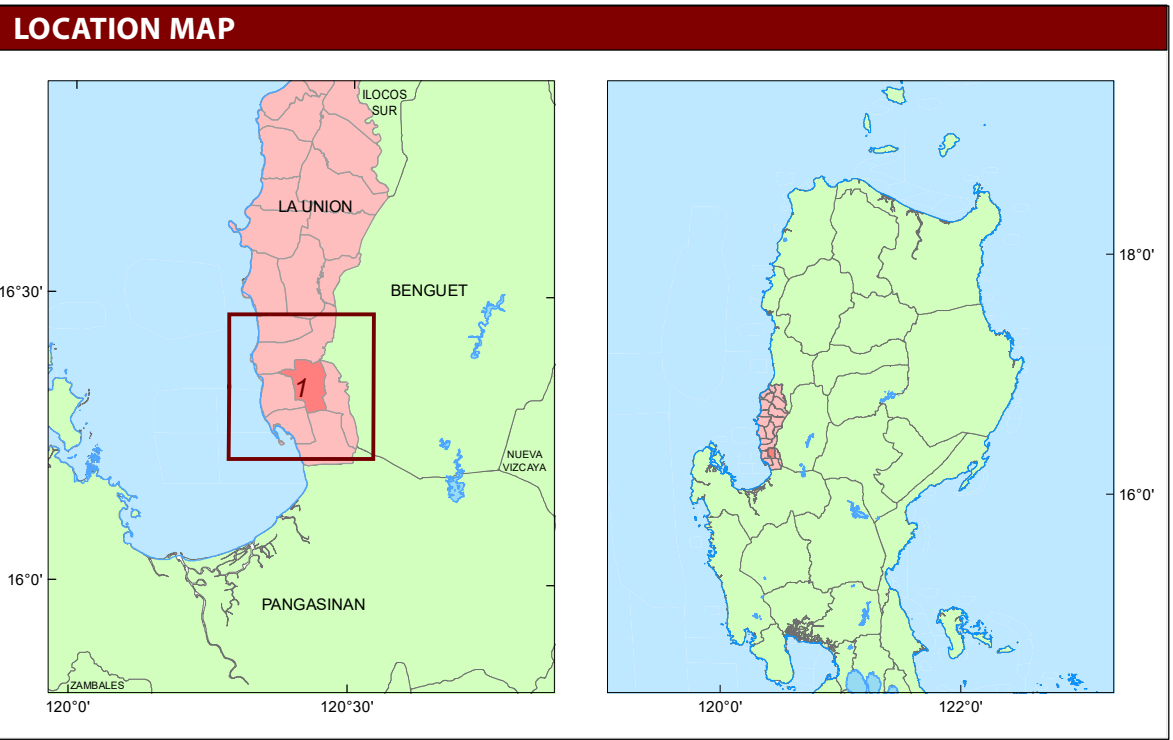 LOCATION MAP
ILOCOS
SUR
LA UNION
16°30'
BENGUET
1
NUEVA
VIZCAYA
16°0'
PANGASINAN
ZAMBALES
120°0'
120°30'
18°0'
16°0'
120°0'
122°0'